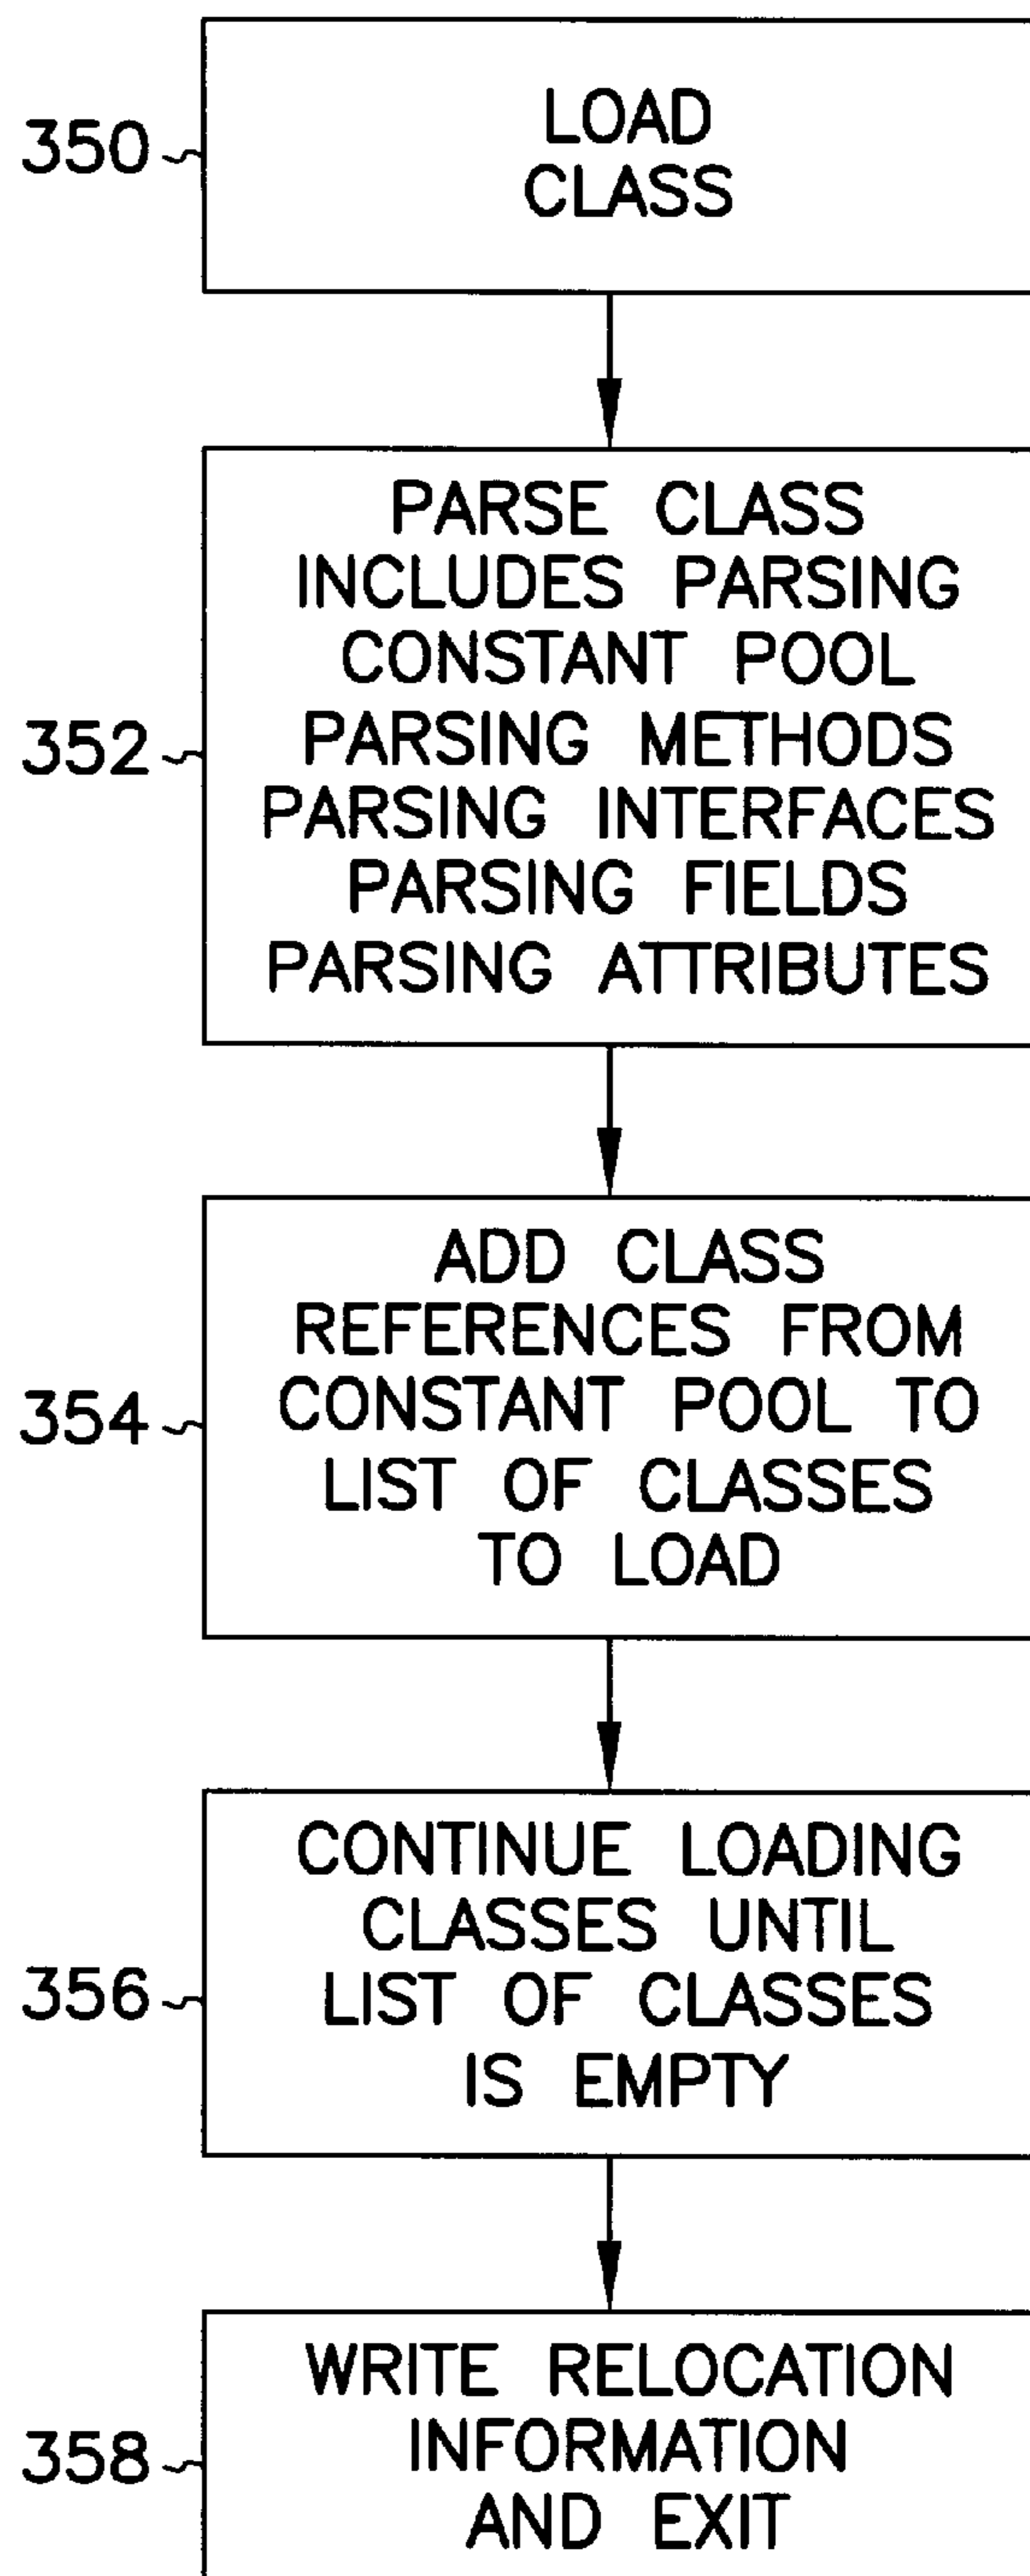 350
LOAD
CLASS
352
PARSE CLASS
INCLUDES PARSING
CONSTANT POOL
PARSING METHODS
PARSING INTERFACES
PARSING FIELDS
PARSING ATTRIBUTES
354
ADD CLASS
REFERENCES FROM
CONSTANT POOL TO
LIST OF CLASSES
TO LOAD
356
CONTINUE LOADING
CLASSES UNTIL
LIST OF CLASSES
IS EMPTY
358
WRITE RELOCATION
INFORMATION
AND EXIT